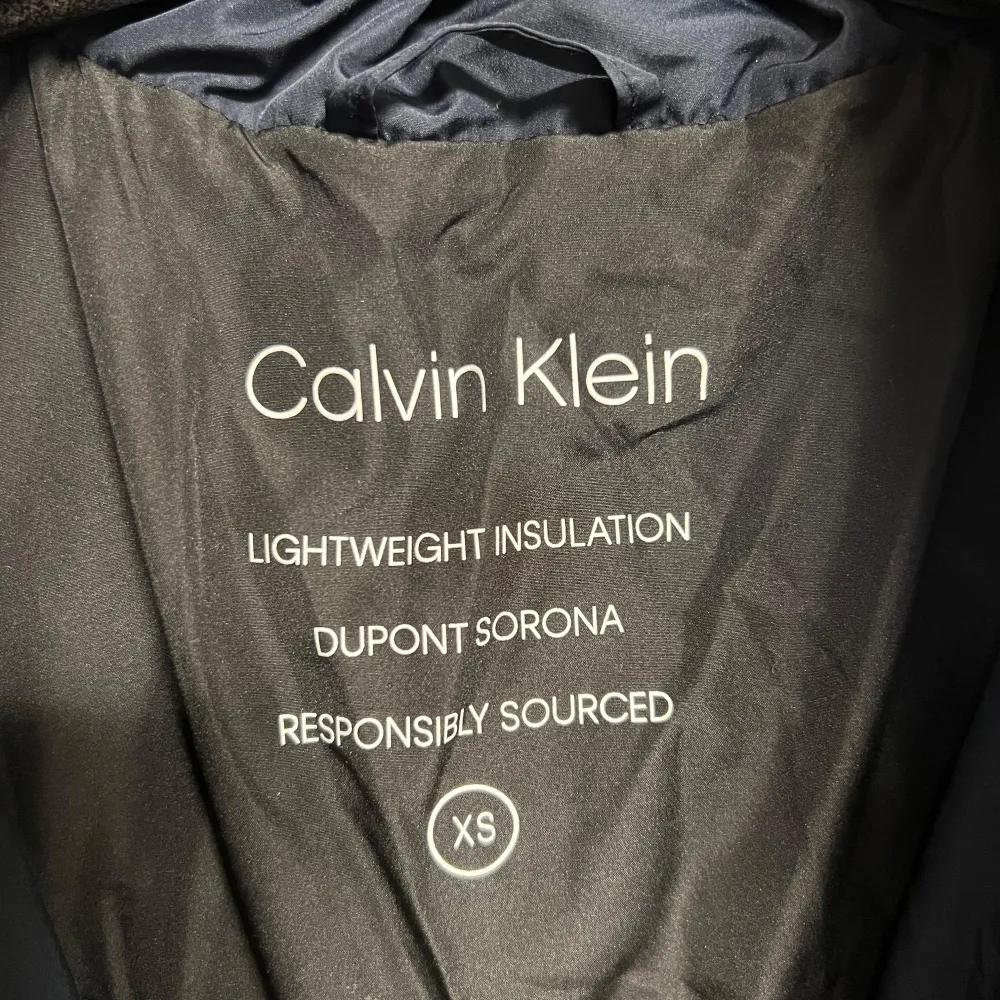 Calvin Klein
LIGHTWEIGHT INSULATION
DUPONT SORONA
RESPONSIBLY SOURCED
XS